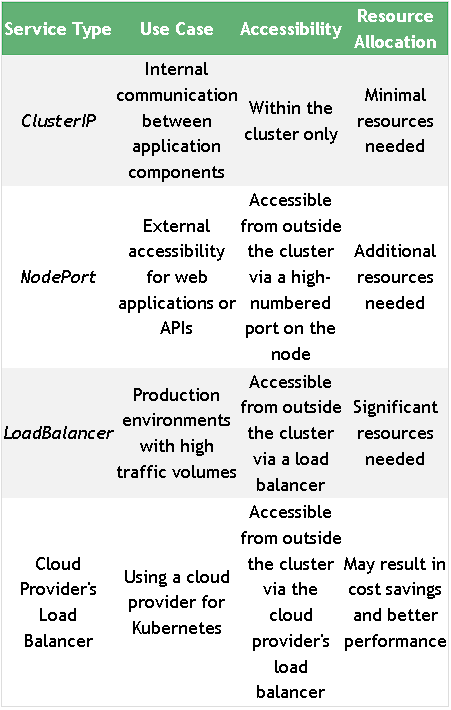 Service Type Use Case Accessibility Resource Allocation
ClusterIP
Internal
communication
between
application
components
Within the
cluster only
Minimal
resources
needed
NodePort
External
accessibility
for web
applications or
APIs
Accessible
from outside
the cluster
via a high-
numbered
port on the
node
Additional
resources
needed
LoadBalancer
Production
environments
with high
traffic volumes
Accessible
from outside
the cluster
via a load
balancer
Significant
resources
needed
Cloud
Provider's
Load
Balancer
Using a cloud
provider for
Kubernetes
Accessible
from outside
the cluster
via the
cloud
provider's
load
balancer
May result in
cost savings
and better
performance